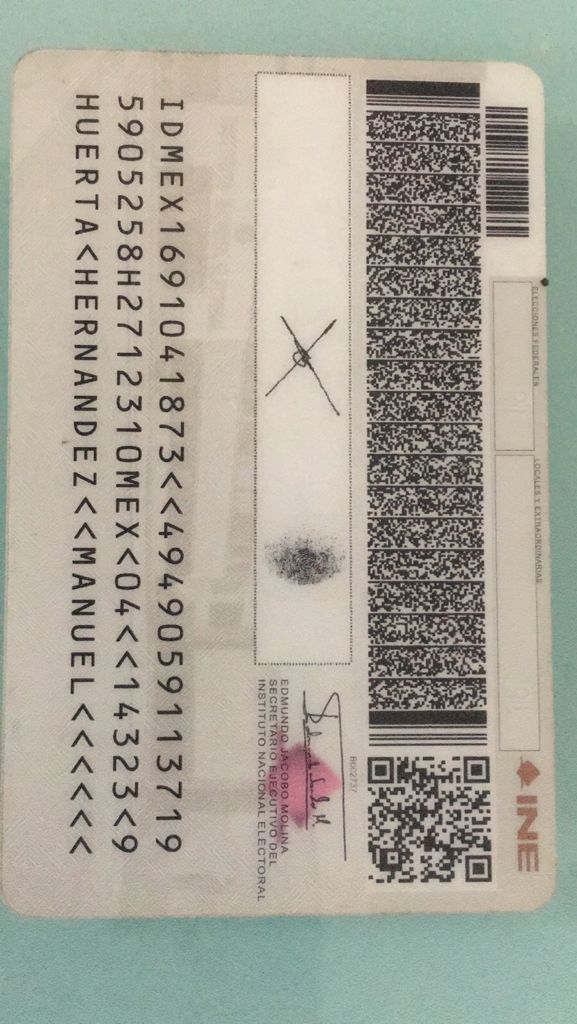 ELECCIONES FEDERALES
LOCALES Y EXTRAORDINARIAS
INE
B002737
EDMUNDO JACOBO MOLINA
SECRETARIO EJECUTIVO DEL
INSTITUTO NACIONAL ELECTORAL
IDMEX1691041873<<4949059113719
5905258H2712310MEX<04<<14323<9
HUERTA<HERNANDEZ<<MANUEL<<<<<<